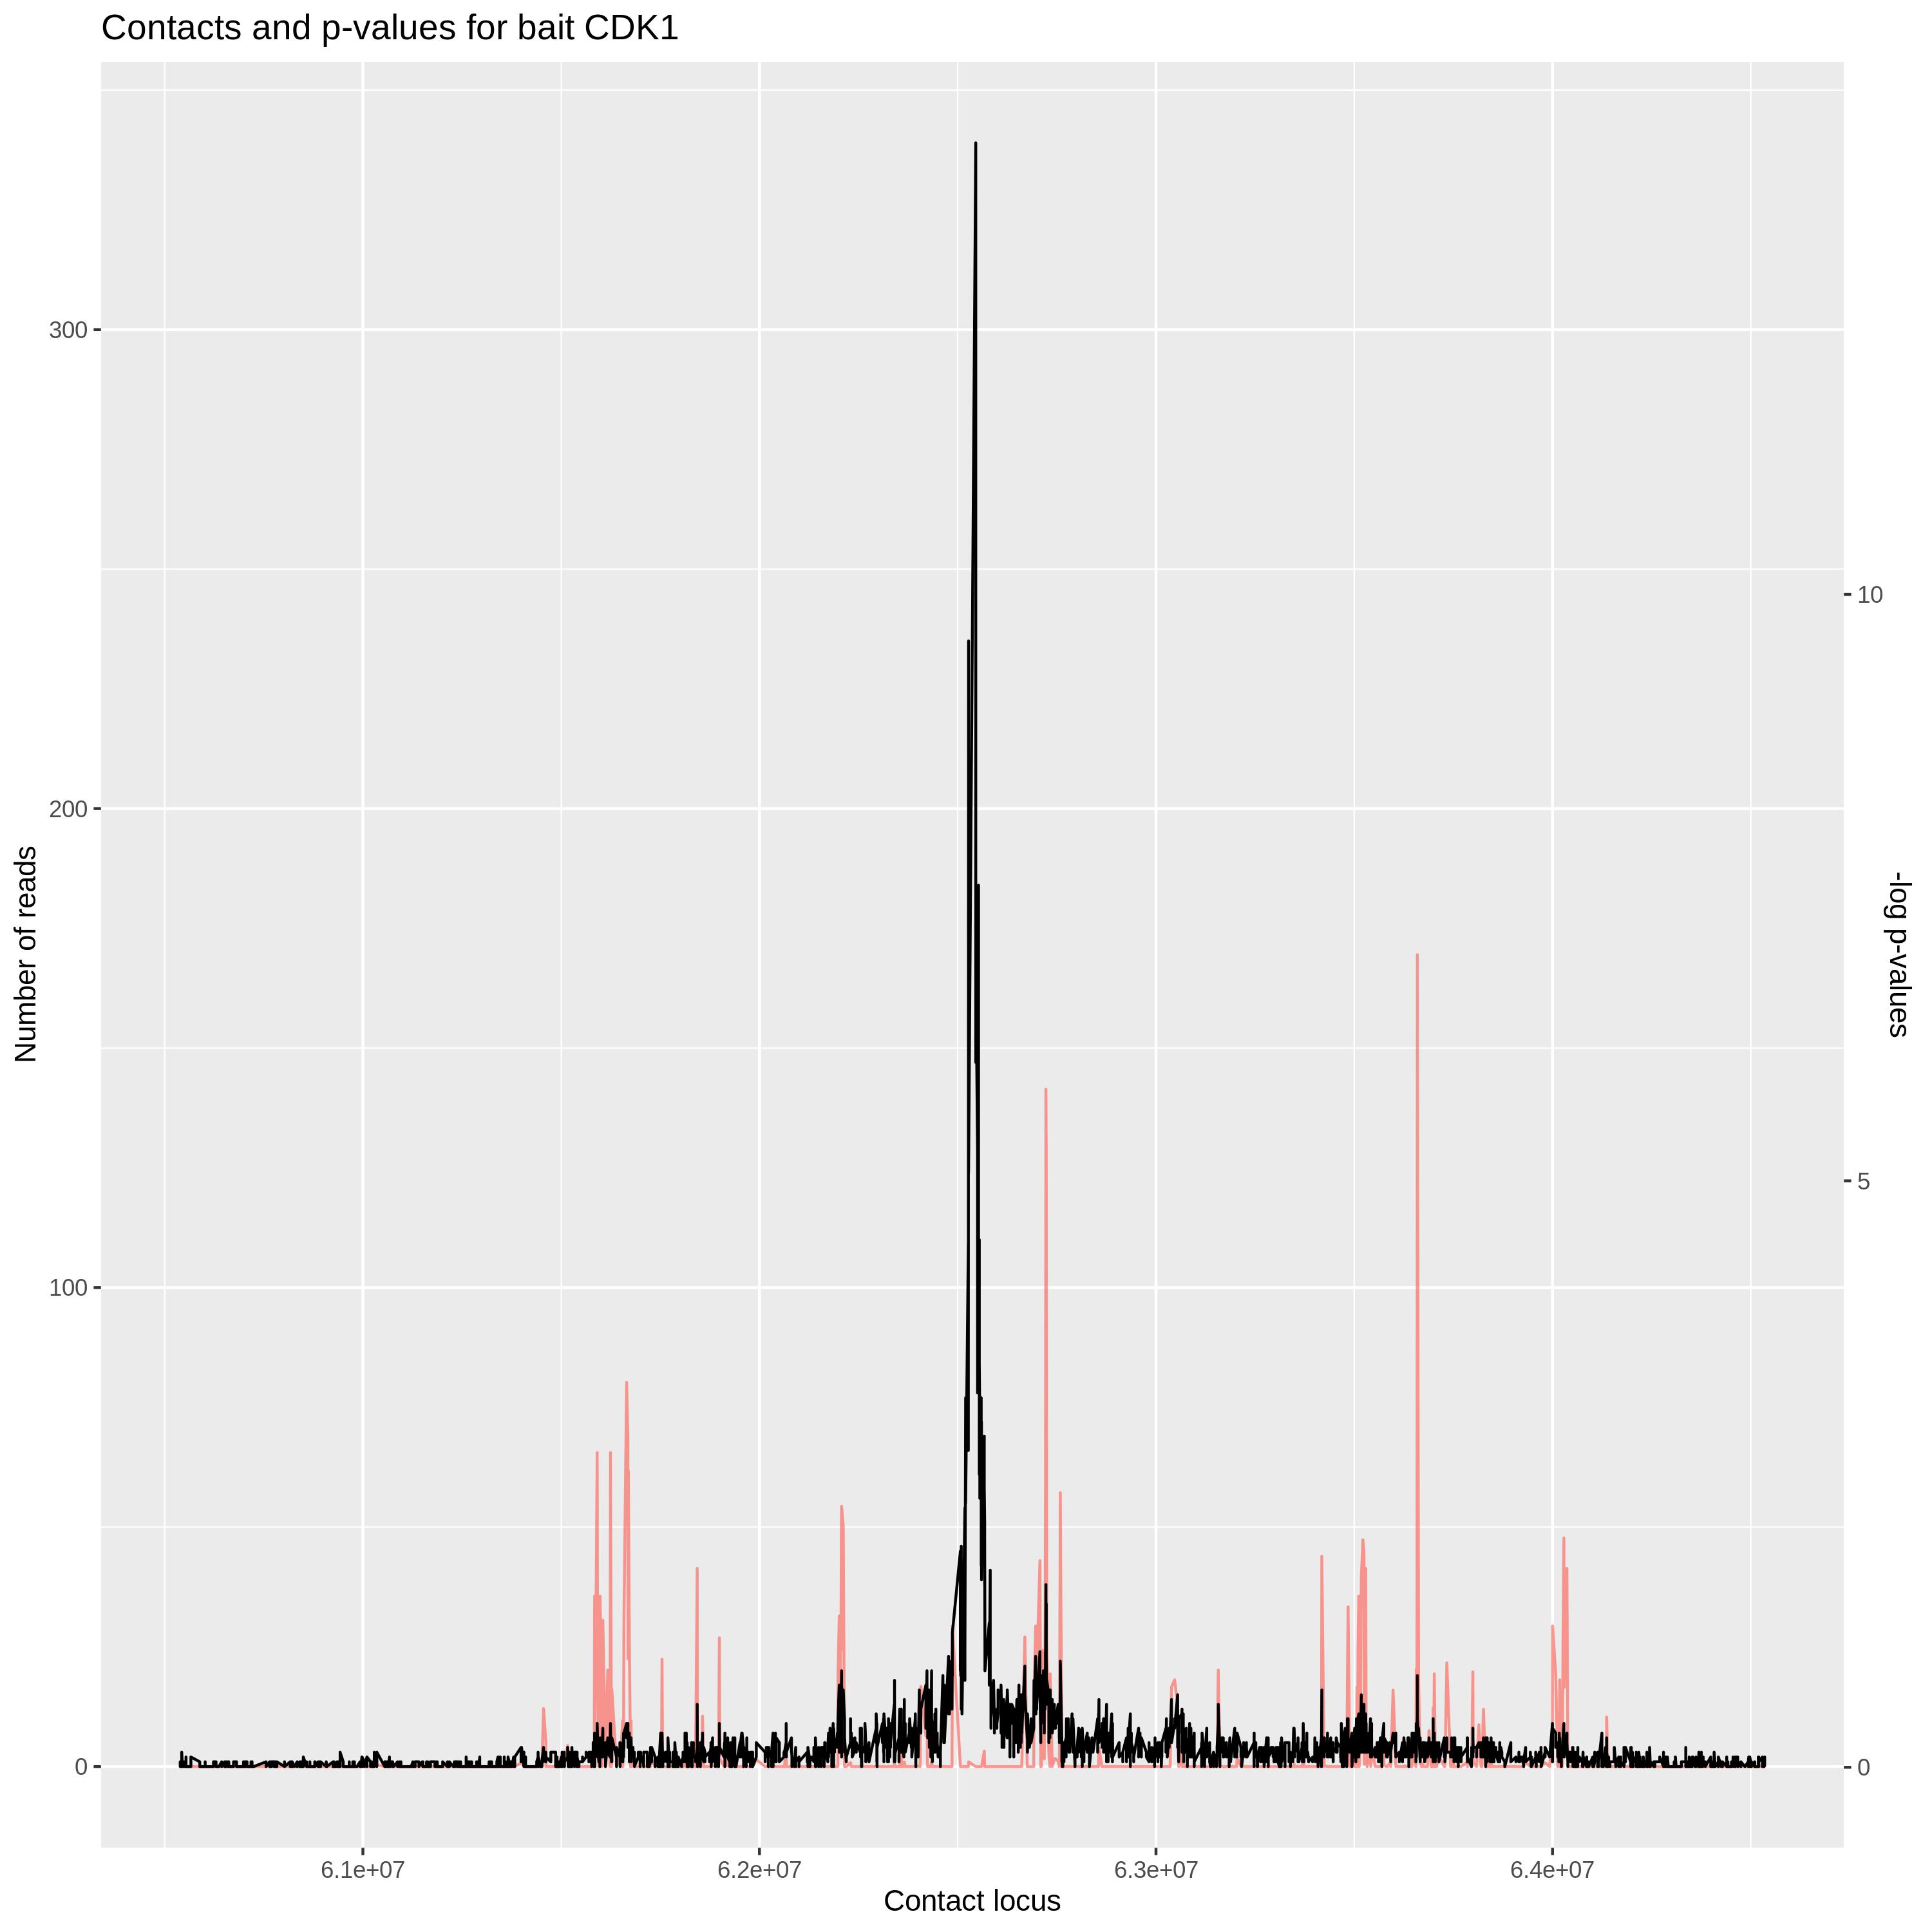 Contacts and p-values for bait CDK1
Number of reads
300
200
100
0
10
5
0
-log p-values
6.1e+07
6.2e+07
6.3e+07
6.4e+07
Contact locus